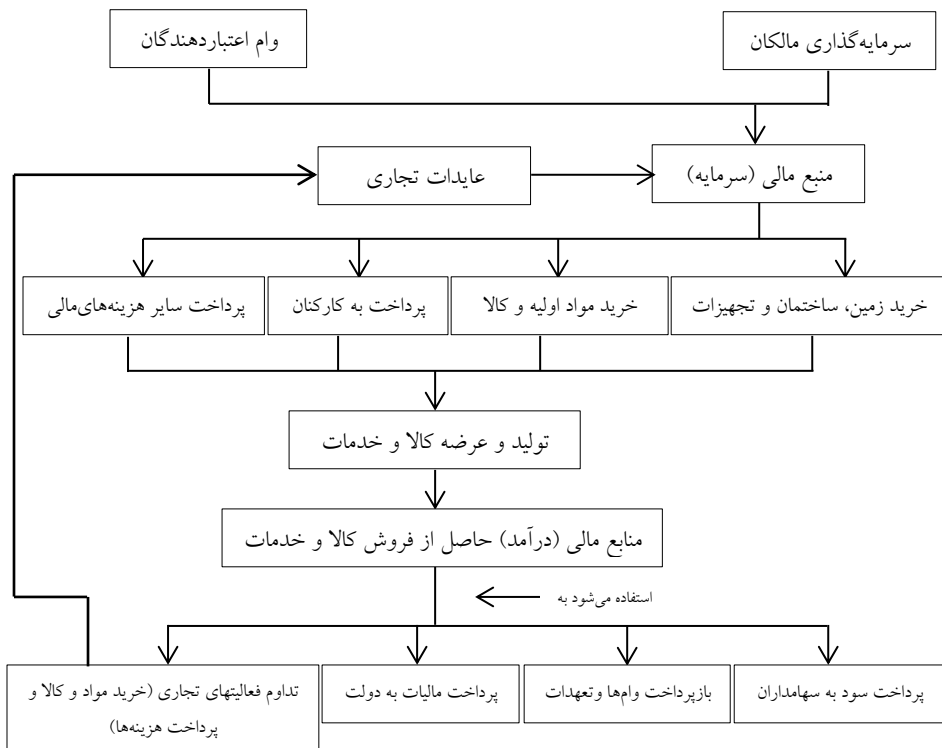 سرمایه‌گذاری مالکان
وام اعتباردهندگان
منبع مالی (سرمایه)
عایدات تجاری
خرید زمین، ساختمان و تجهیزات
خرید مواد اولیه و کالا
پرداخت به کارکنان
پرداخت سایر هزینه‌های‌مالی
تولید و عرضه کالا و خدمات
منابع مالی (درآمد) حاصل از فروش کالا و خدمات
استفاده می‌شود به
پرداخت سود به سهامداران
بازپرداخت وام‌ها وتعهدات
پرداخت مالیات به دولت
تداوم فعالیتهای تجاری (خرید مواد و کالا و
پرداخت هزینه‌ها)